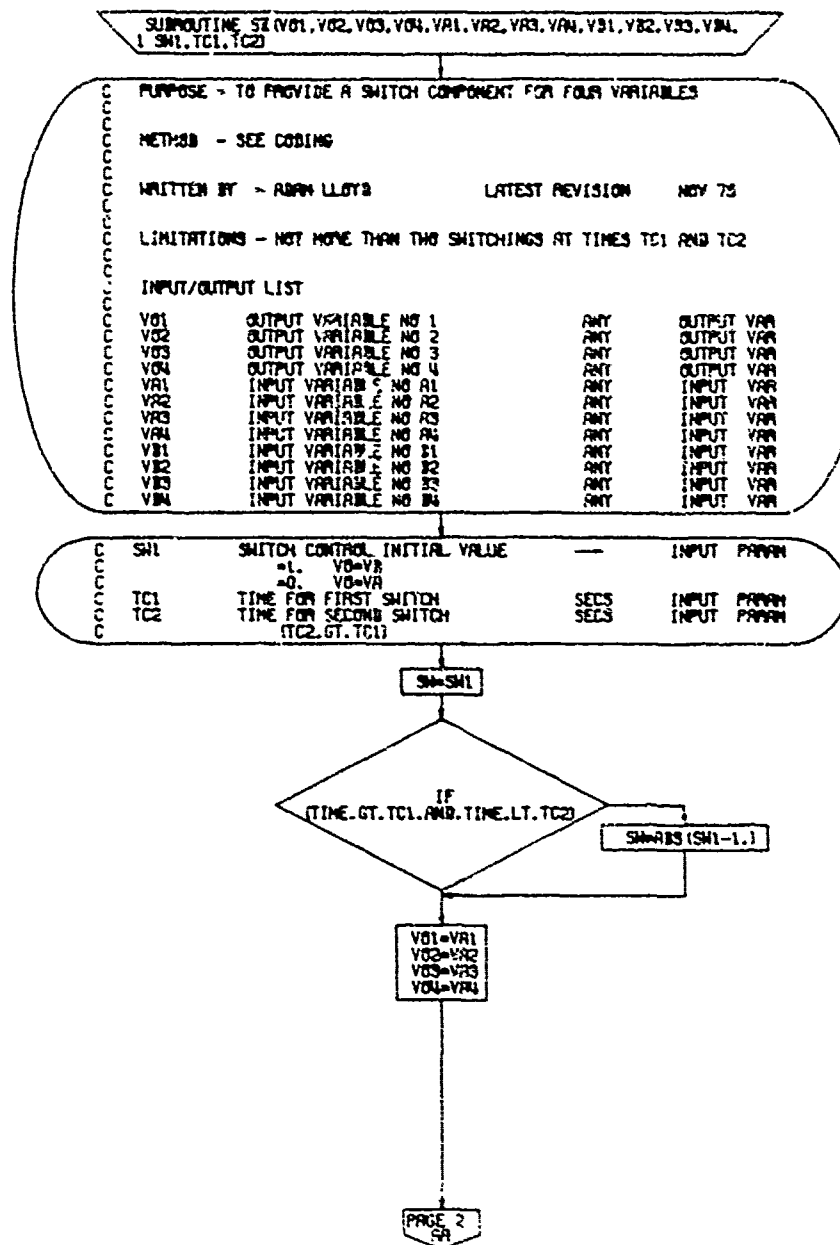 SUBROUTINE SZ(VO1,VO2,VO3,VO4,VA1,VA2,VA3,VA4,VB1,VB2,VB3,VB4,
1 SW1,TC1,TC2)
C PURPOSE - TO PROVIDE A SWITCH COMPONENT FOR FOUR VARIABLES
C
C
C METHOD - SEE CODING
C
C
C WRITTEN BY - ADAM LLOYD LATEST REVISION NOV 75
C
C
C LIMITATIONS - NOT MORE THAN TWO SWITCHINGS AT TIMES TC1 AND TC2
C
C
INPUT/OUTPUT LIST
C
C VO1 OUTPUT VARIABLE NO 1 ANY OUTPUT VAR
C VO2 OUTPUT VARIABLE NO 2 ANY OUTPUT VAR
C VO3 OUTPUT VARIABLE NO 3 ANY OUTPUT VAR
C VO4 OUTPUT VARIABLE NO 4 ANY OUTPUT VAR
C VA1 INPUT VARIABLE NO A1 ANY INPUT VAR
C VA2 INPUT VARIABLE NO A2 ANY INPUT VAR
C VA3 INPUT VARIABLE NO A3 ANY INPUT VAR
C VA4 INPUT VARIABLE NO A4 ANY INPUT VAR
C VB1 INPUT VARIABLE NO B1 ANY INPUT VAR
C VB2 INPUT VARIABLE NO B2 ANY INPUT VAR
C VB3 INPUT VARIABLE NO B3 ANY INPUT VAR
C VB4 INPUT VARIABLE NO B4 ANY INPUT VAR
C SW1 SWITCH CONTROL INITIAL VALUE --- INPUT PARAM
C =1. VO=VB
C =0. VO=VA
C TC1 TIME FOR FIRST SWITCH SECS INPUT PARAM
C TC2 TIME FOR SECOND SWITCH SECS INPUT PARAM
C (TC2.GT.TC1)
SW=SW1
IF
(TIME.GT.TC1.AND.TIME.LT.TC2)
SW=ABS(SW1-1.)
VO1=VA1
VO2=VA2
VO3=VA3
VO4=VA4
PAGE 2